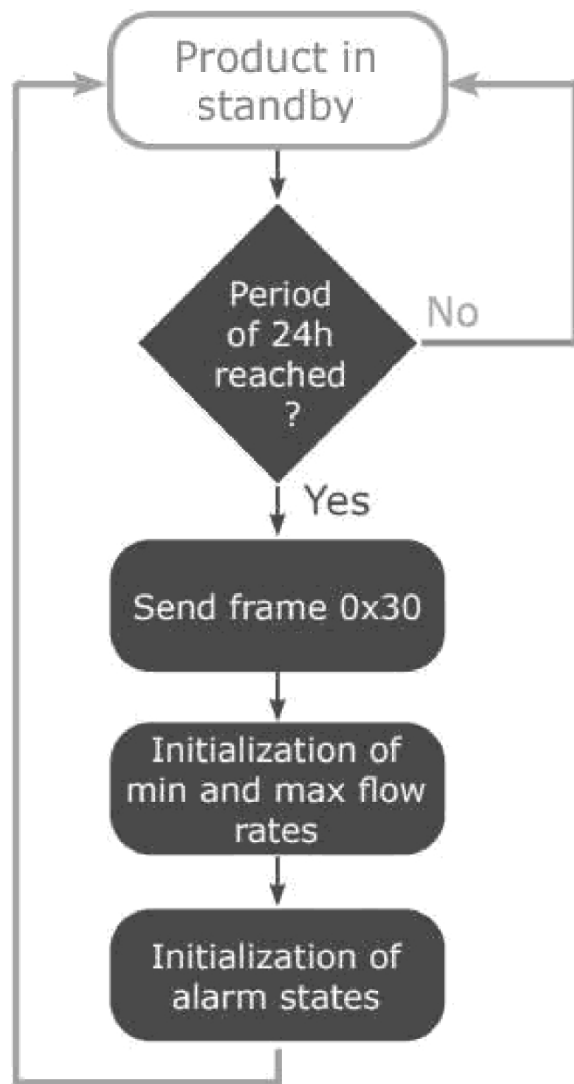 Product in
standby
Period
of 24h
reached
?
No
Yes
Send frame 0x30
Initialization of
min and max flow
rates
Initialization of
alarm states